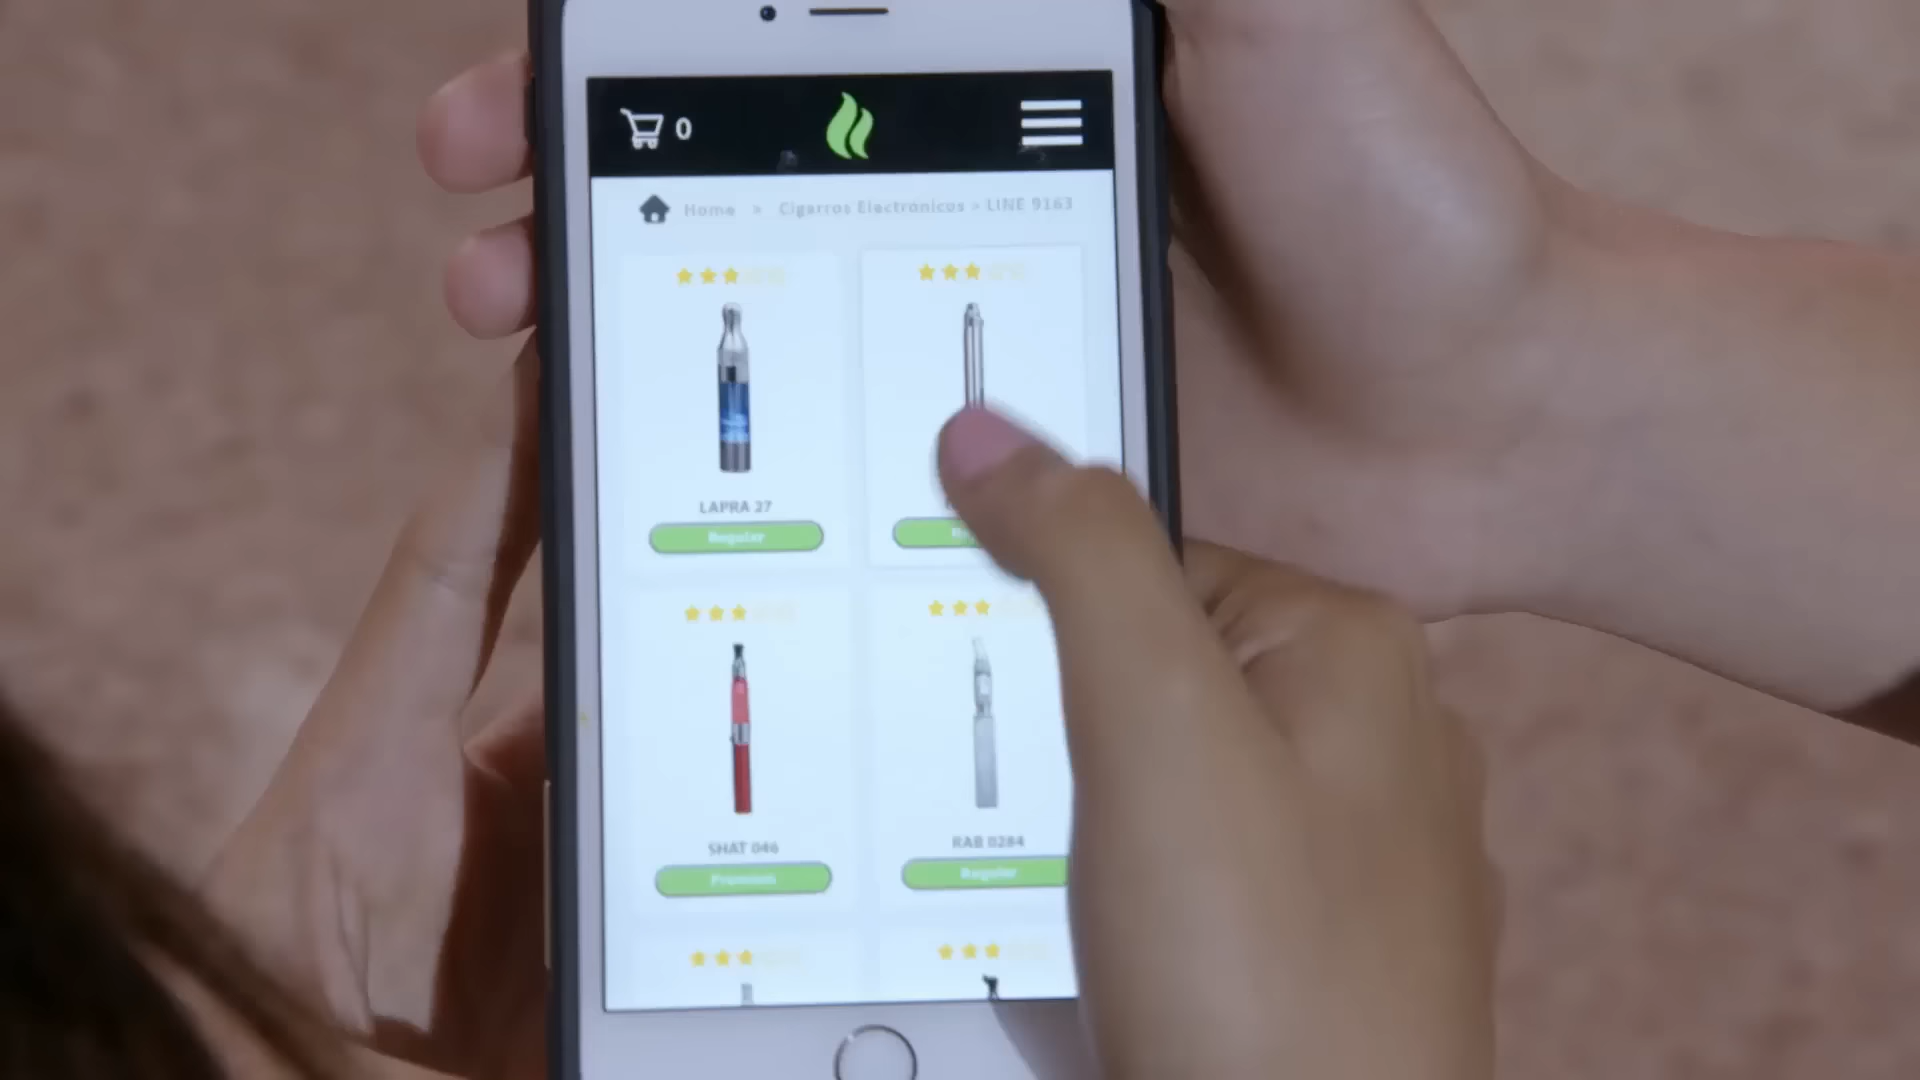 0
Home > Cigarros Electronicos > LINE 9163
LAPRA 27
Regular
SHAT 046
Premium
RAB 0284
Regular